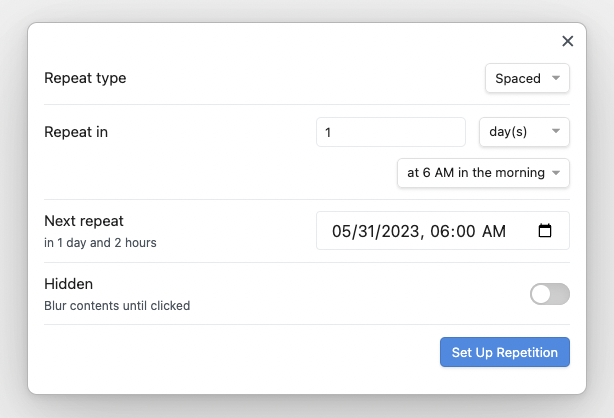 Repeat type
Spaced
Repeat in
1
day(s)
at 6 AM in the morning
Next repeat
in 1 day and 2 hours
05/31/2023, 06:00 AM
Hidden
Blur contents until clicked
Set Up Repetition